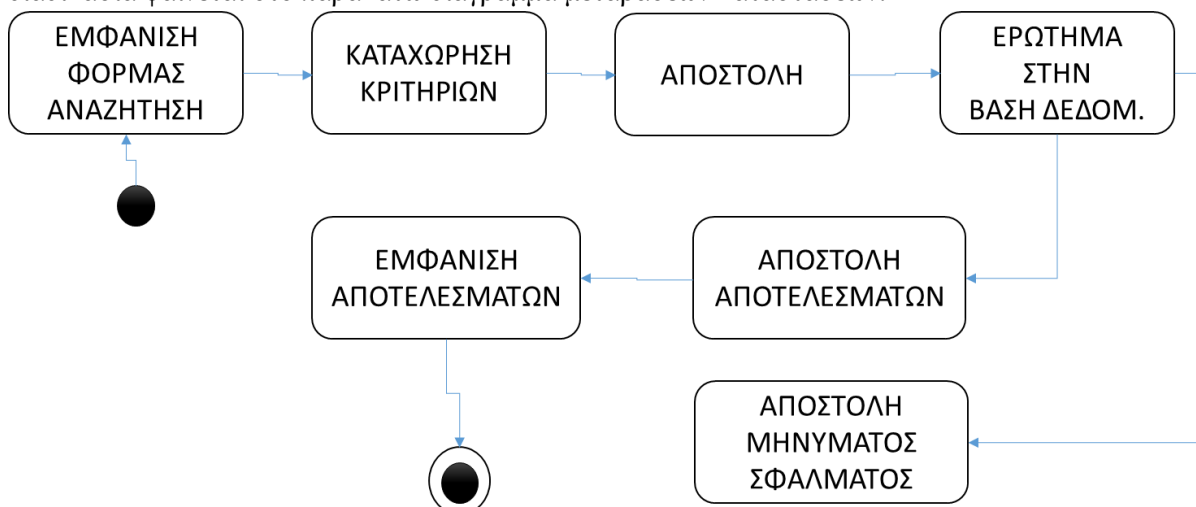 ΕΜΦΑΝΙΣΗ
ΦΟΡΜΑΣ
ΑΝΑΖΗΤΗΣΗ
ΚΑΤΑΧΩΡΗΣΗ
ΚΡΙΤΗΡΙΩΝ
ΑΠΟΣΤΟΛΗ
ΕΡΩΤΗΜΑ
ΣΤΗΝ
ΒΑΣΗ ΔΕΔΟΜ.
ΕΜΦΑΝΙΣΗ
ΑΠΟΤΕΛΕΣΜΑΤΩΝ
ΑΠΟΣΤΟΛΗ
ΑΠΟΤΕΛΕΣΜΑΤΩΝ
ΑΠΟΣΤΟΛΗ
ΜΗΝΥΜΑΤΟΣ
ΣΦΑΛΜΑΤΟΣ